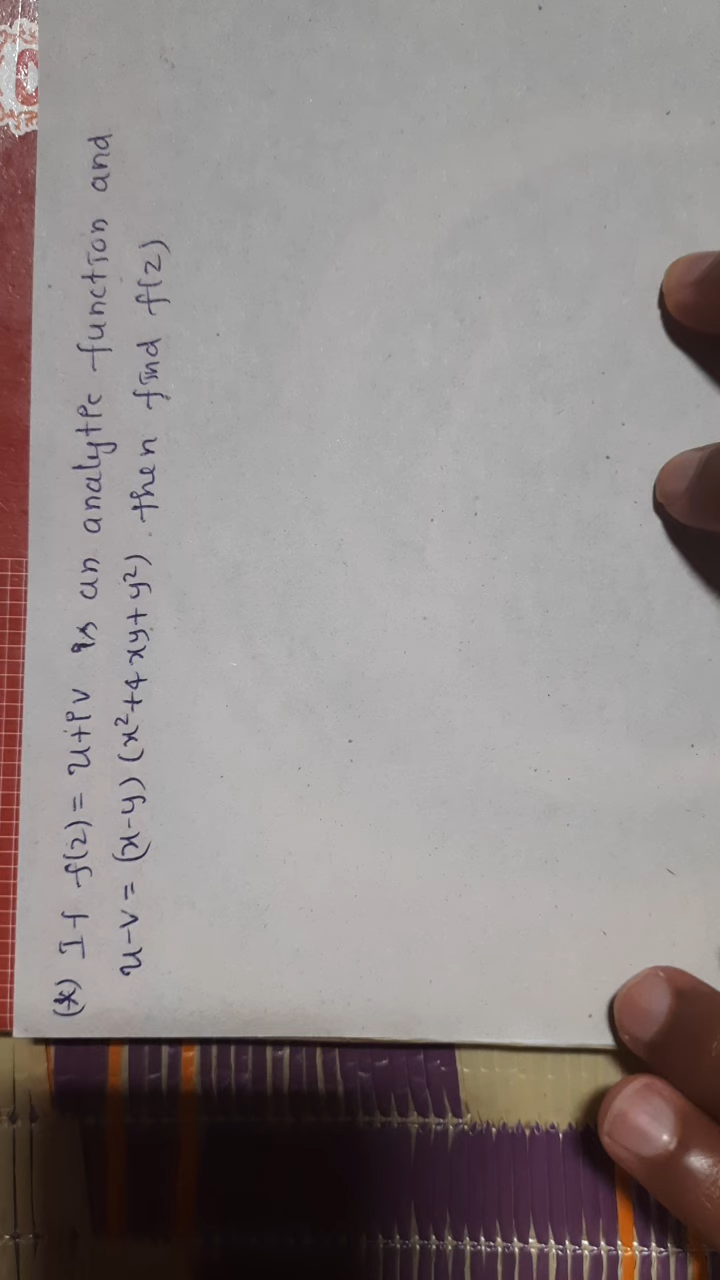 (*) If f(z) = u+iv is an analytic function and
u-v = (x-y) (x²+4xy+y²). then find f(z)